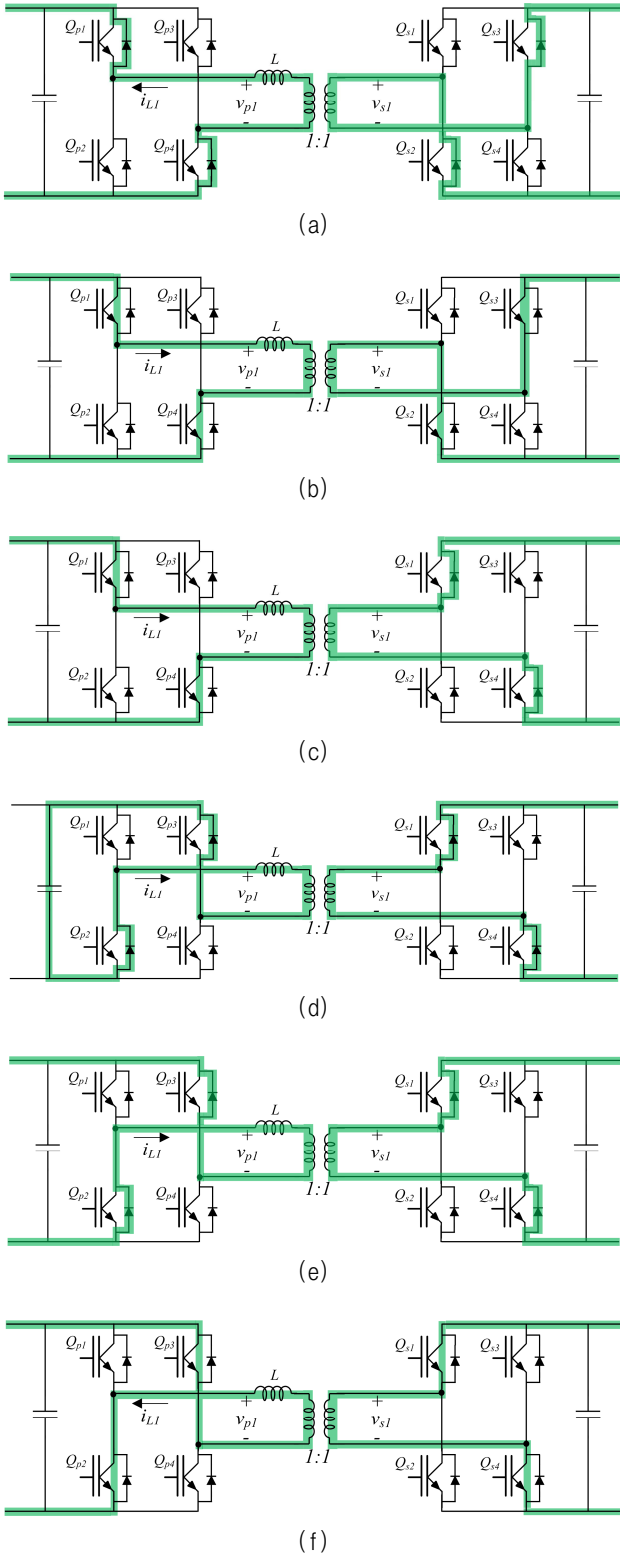 Qp1 Qp3 L Qs1 Qs3
iL1 + vp1 - + vs1 -
1:1
Qp2 Qp4 Qs2 Qs4
(a)
Qp1 Qp3 L Qs1 Qs3
iL1 + vp1 - + vs1 -
1:1
Qp2 Qp4 Qs2 Qs4
(b)
Qp1 Qp3 L Qs1 Qs3
iL1 + vp1 - + vs1 -
1:1
Qp2 Qp4 Qs2 Qs4
(c)
Qp1 Qp3 L Qs1 Qs3
iL1 + vp1 - + vs1 -
1:1
Qp2 Qp4 Qs2 Qs4
(d)
Qp1 Qp3 L Qs1 Qs3
iL1 + vp1 - + vs1 -
1:1
Qp2 Qp4 Qs2 Qs4
(e)
Qp1 Qp3 L Qs1 Qs3
iL1 + vp1 - + vs1 -
1:1
Qp2 Qp4 Qs2 Qs4
(f)